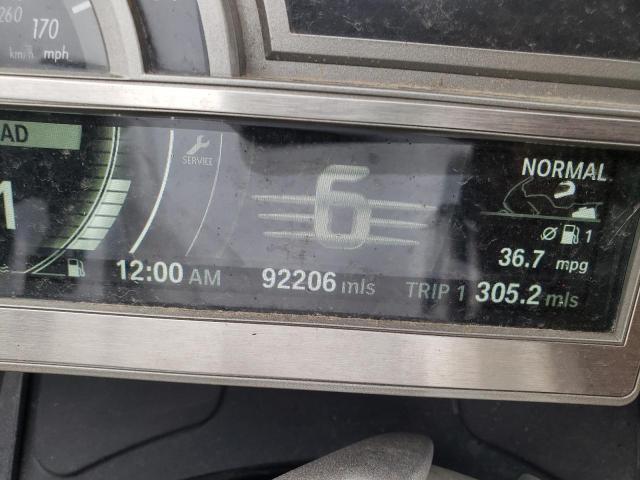 260 170
km/h mph
AD
SERVICE
NORMAL
1
6
Ø 1
36.7 mpg
12:00 AM 92206 mls TRIP 1 305.2 mls